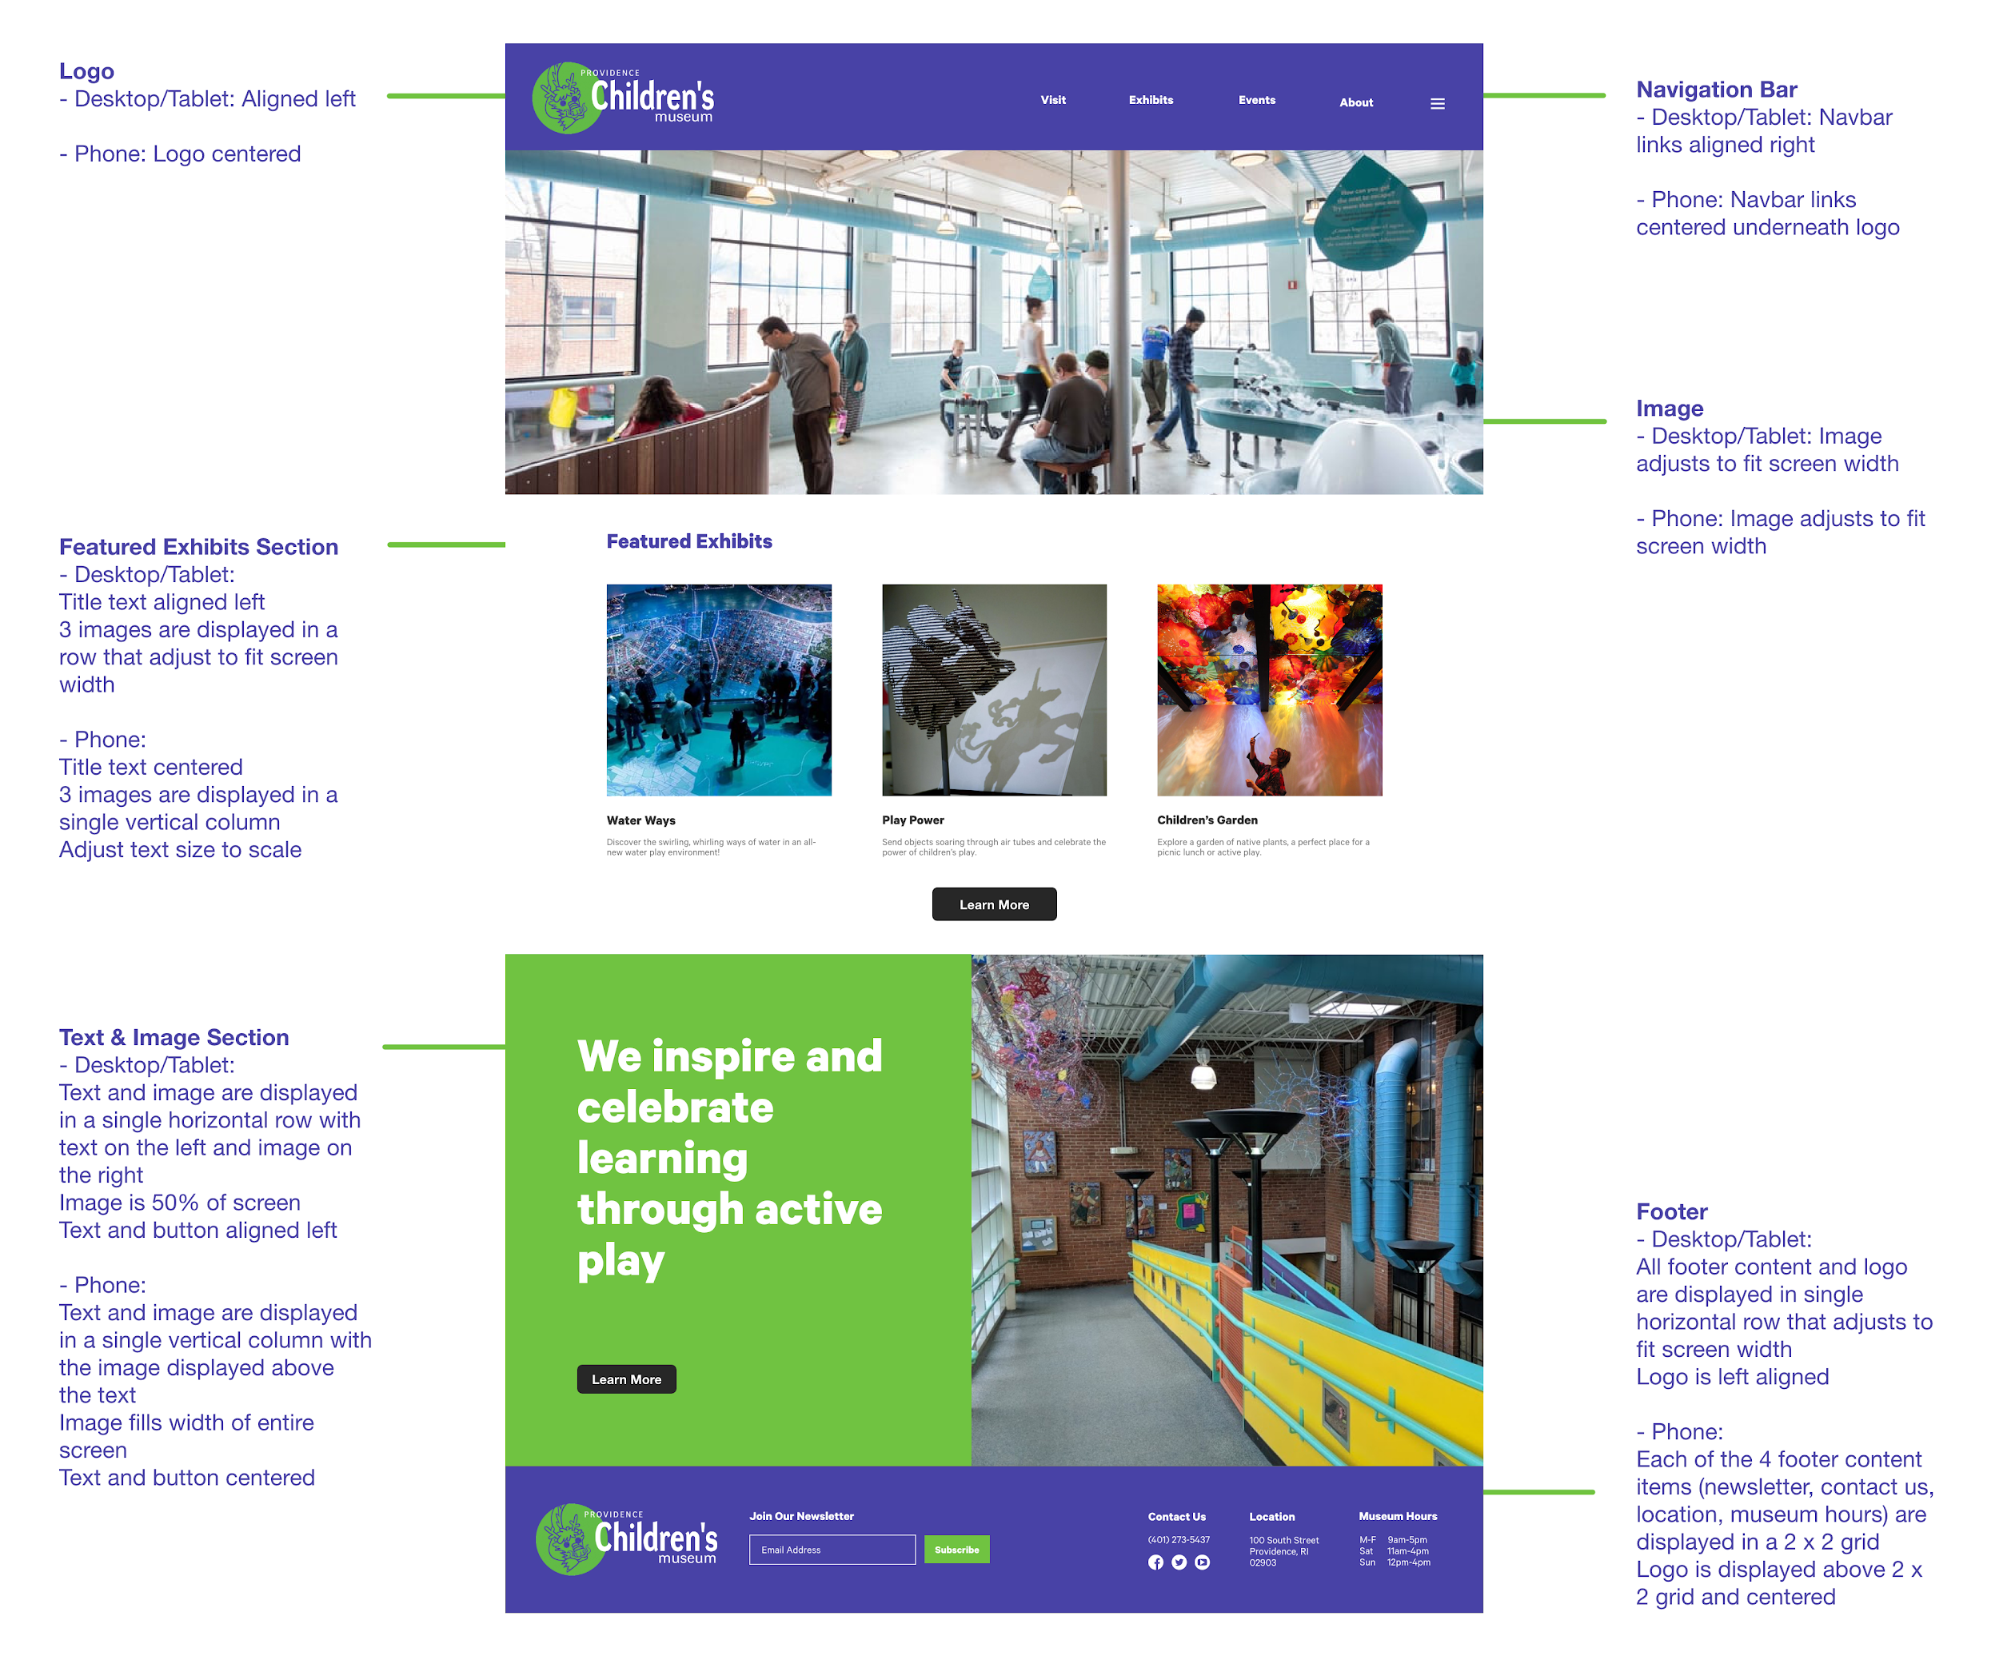 Logo
- Desktop/Tablet: Aligned left
- Phone: Logo centered
PROVIDENCE
Children's
museum
Visit
Exhibits
Events
About
Navigation Bar
- Desktop/Tablet: Navbar
links aligned right
- Phone: Navbar links
centered underneath logo
Image
- Desktop/Tablet: Image
adjusts to fit screen width
- Phone: Image adjusts to fit
screen width
Featured Exhibits Section
- Desktop/Tablet:
Title text aligned left
3 images are displayed in a
row that adjust to fit screen
width
- Phone:
Title text centered
3 images are displayed in a
single vertical column
Adjust text size to scale
Featured Exhibits
Water Ways
Discover the swirling, whirling ways of water in an all-
new water play environment!
Play Power
Send objects soaring through air tubes and celebrate the
power of children's play.
Children's Garden
Explore a garden of native plants, a perfect place for a
picnic lunch or active play.
Learn More
Text & Image Section
- Desktop/Tablet:
Text and image are displayed
in a single horizontal row with
text on the left and image on
the right
Image is 50% of screen
Text and button aligned left
- Phone:
Text and image are displayed
in a single vertical column with
the image displayed above
the text
Image fills width of entire
screen
Text and button centered
We inspire and
celebrate
learning
through active
play
Learn More
Footer
- Desktop/Tablet:
All footer content and logo
are displayed in single
horizontal row that adjusts to
fit screen width
Logo is left aligned
- Phone:
Each of the 4 footer content
items (newsletter, contact us,
location, museum hours) are
displayed in a 2 x 2 grid
Logo is displayed above 2 x
2 grid and centered
PROVIDENCE
Children's
museum
Join Our Newsletter
Email Address
Subscribe
Contact Us
(401) 273-5437
Location
100 South Street
Providence, RI
02903
Museum Hours
M-F 9am-5pm
Sat 11am-4pm
Sun 12pm-4pm